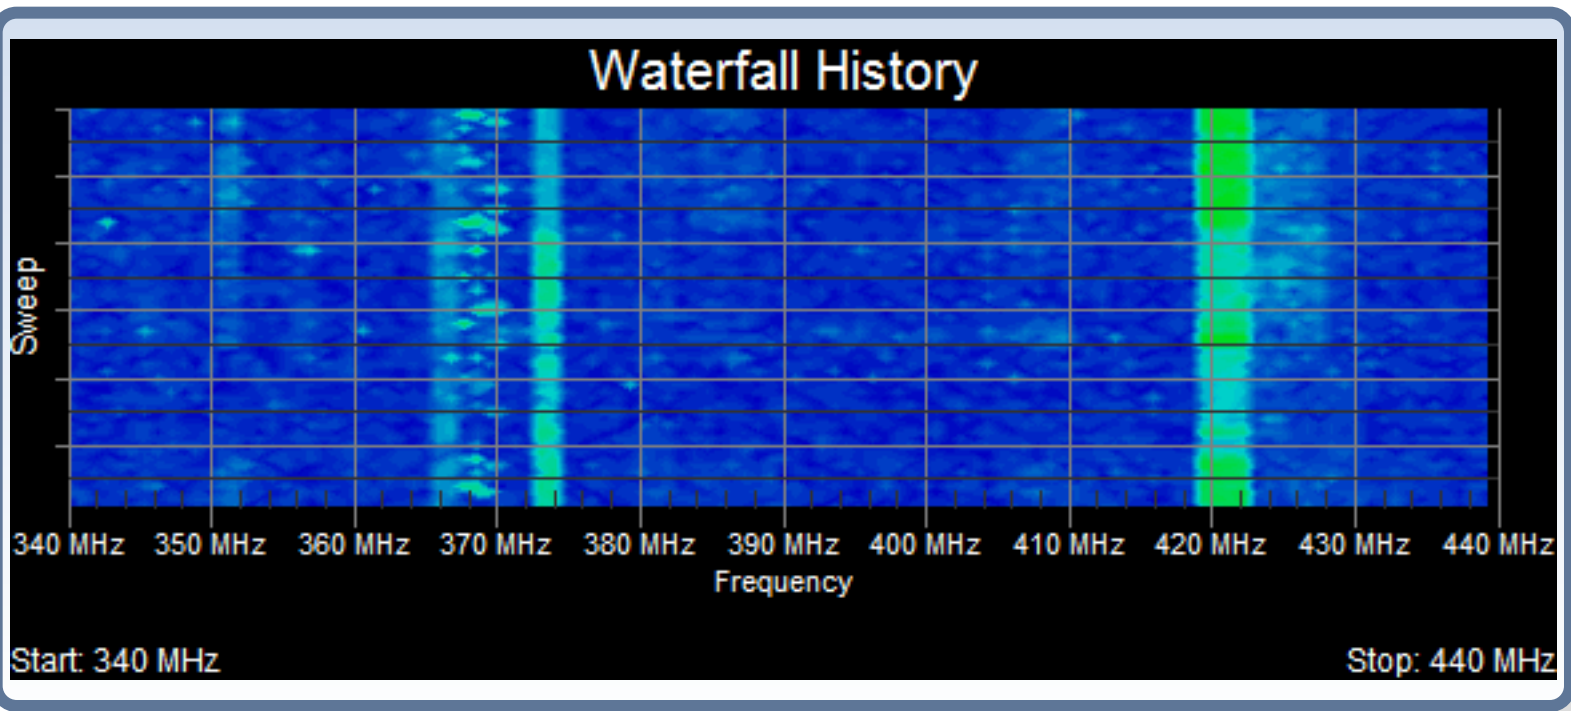 Waterfall History
Sweep
340 MHz 350 MHz 360 MHz 370 MHz 380 MHz 390 MHz 400 MHz 410 MHz 420 MHz 430 MHz 440 MHz
Frequency
Start: 340 MHz
Stop: 440 MHz